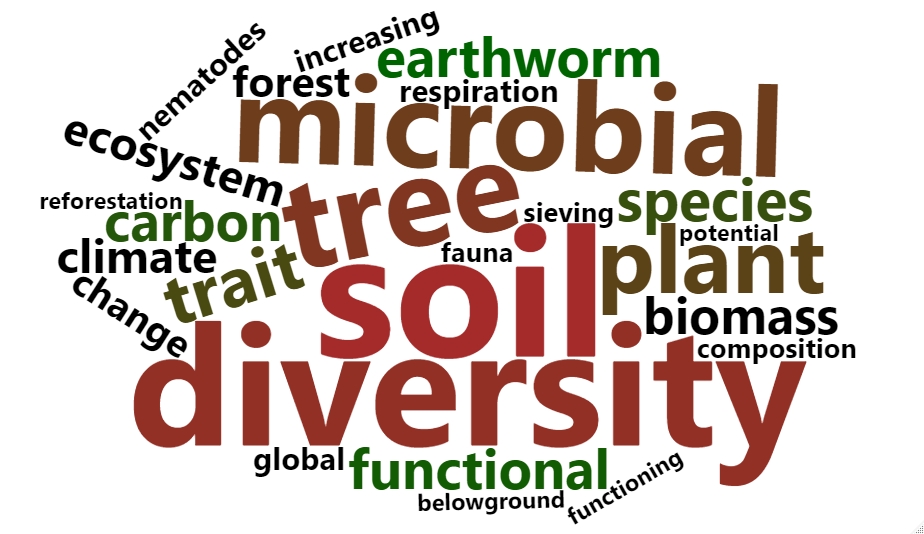 increasing
nematodes
earthworm
forest
respiration
microbial
ecosystem
tree
reforestation
carbon
sieving
species
potential
climate
fauna
plant
trait
soil
change
biomass
composition
diversity
global
functional
functioning
belowground